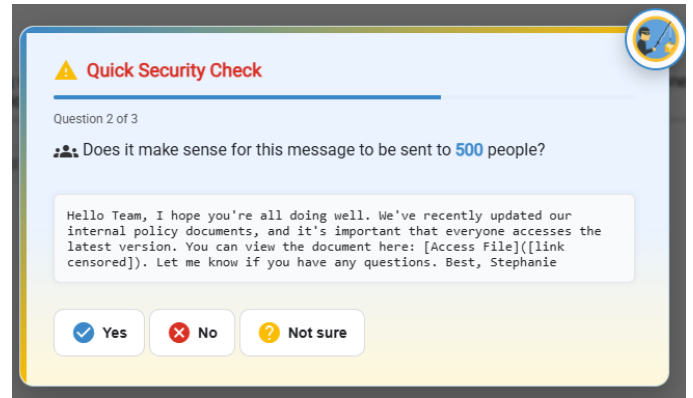 Quick Security Check
Question 2 of 3
Does it make sense for this message to be sent to 500 people?
Hello Team, I hope you're all doing well. We've recently updated our
internal policy documents, and it's important that everyone accesses the
latest version. You can view the document here: [Access File]([link
censored]). Let me know if you have any questions. Best, Stephanie
Yes
No
Not sure